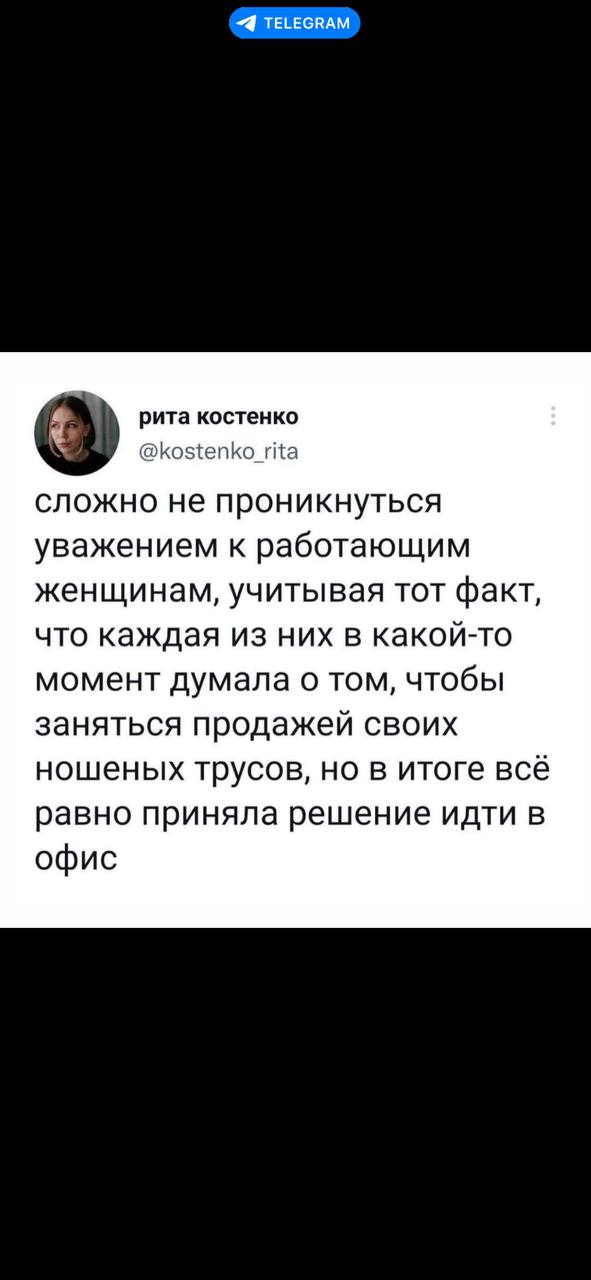 TELEGRAM
рита костенко
@kostenko_rita
сложно не проникнуться
уважением к работающим
женщинам, учитывая тот факт,
что каждая из них в какой-то
момент думала о том, чтобы
заняться продажей своих
ношеных трусов, но в итоге всё
равно приняла решение идти в
офис